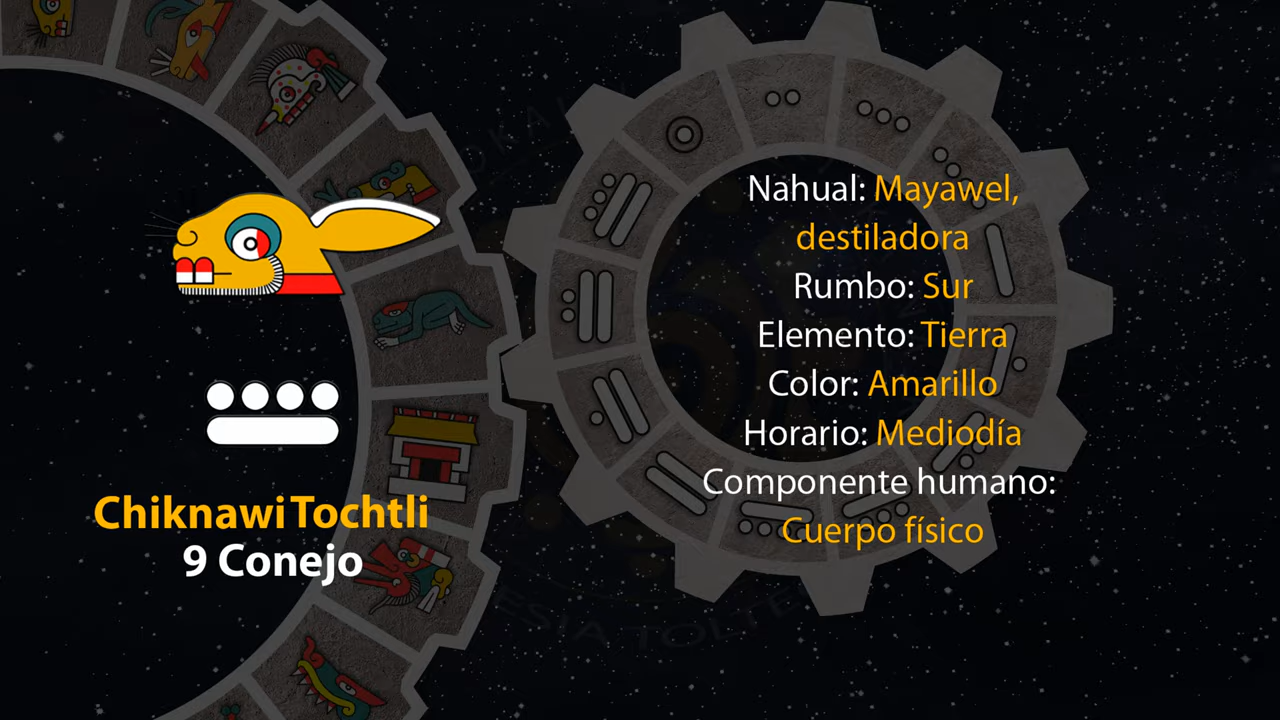 Chiknawi Tochtli
9 Conejo
Nahual: Mayawel,
destiladora
Rumbo: Sur
Elemento: Tierra
Color: Amarillo
Horario: Mediodía
Componente humano:
Cuerpo físico